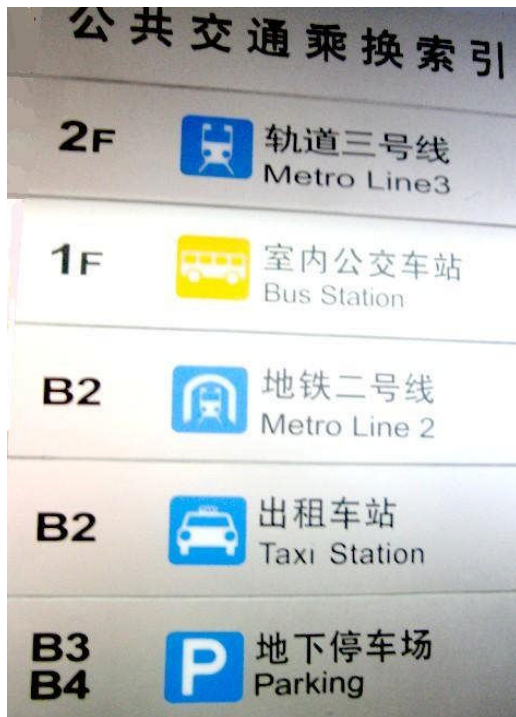 公共交通乘换索引
2F
轨道三号线
Metro Line3
1F
室内公交车站
Bus Station
B2
地铁二号线
Metro Line 2
B2
出租车站
Taxi Station
B3
B4
P
地下停车场
Parking